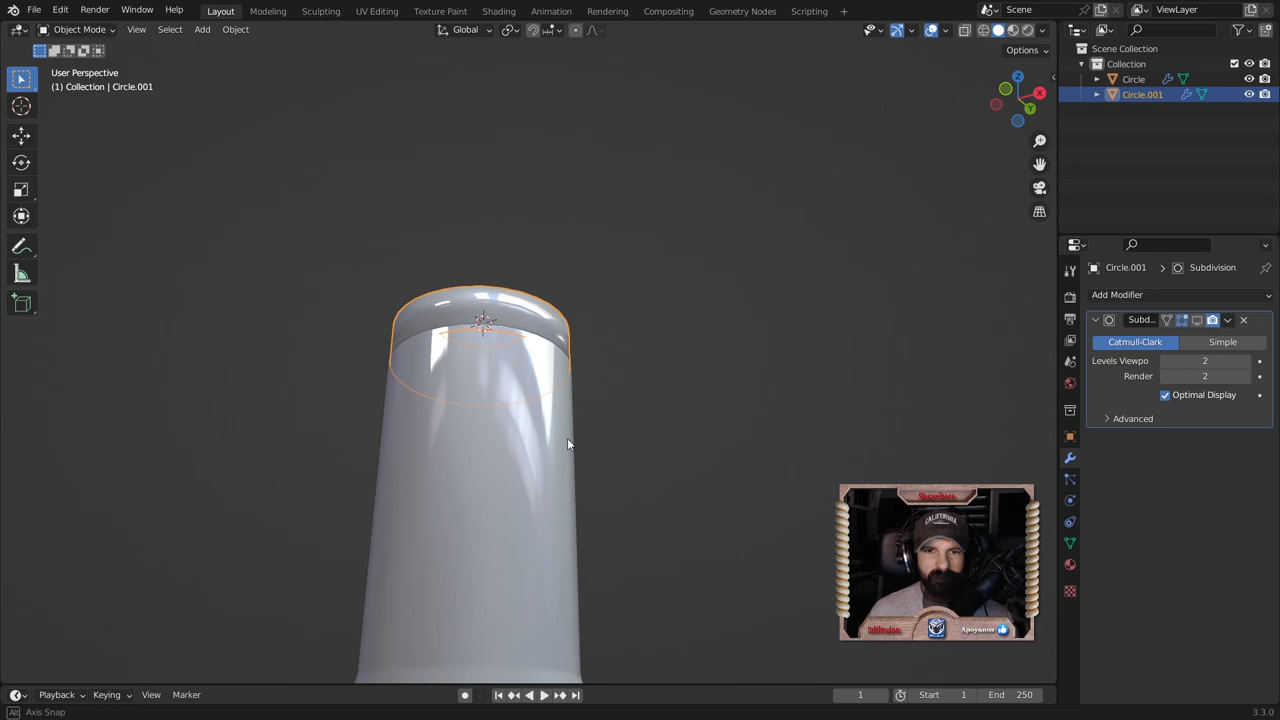 File Edit Render Window Help Layout Modeling Sculpting UV Editing Texture Paint Shading Animation Rendering Compositing Geometry Nodes Scripting + Scene ViewLayer
Object Mode View Select Add Object Global
Options
User Perspective
(1) Collection | Circle.001
Z
X
Y
Scene Collection
Collection
Circle
Circle.001
Circle.001 > Subdivision
Add Modifier
Subd...
Catmull-Clark Simple
Levels Viewpo 2
Render 2
Optimal Display
Advanced
Suscribete
CALIFORNIA
3dilusion
Apoyanos
Playback Keying View Marker 1 Start 1 End 250
Axis Snap 3.3.0